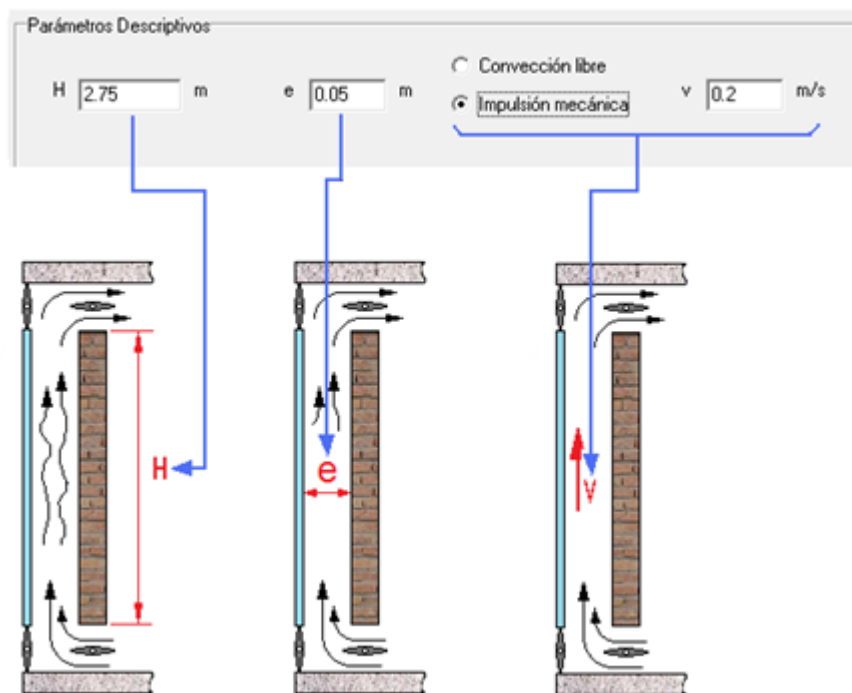 Parámetros Descriptivos
Convección libre
H 2.75 m e 0.05 m Impulsión mecánica v 0.2 m/s
H
e
v